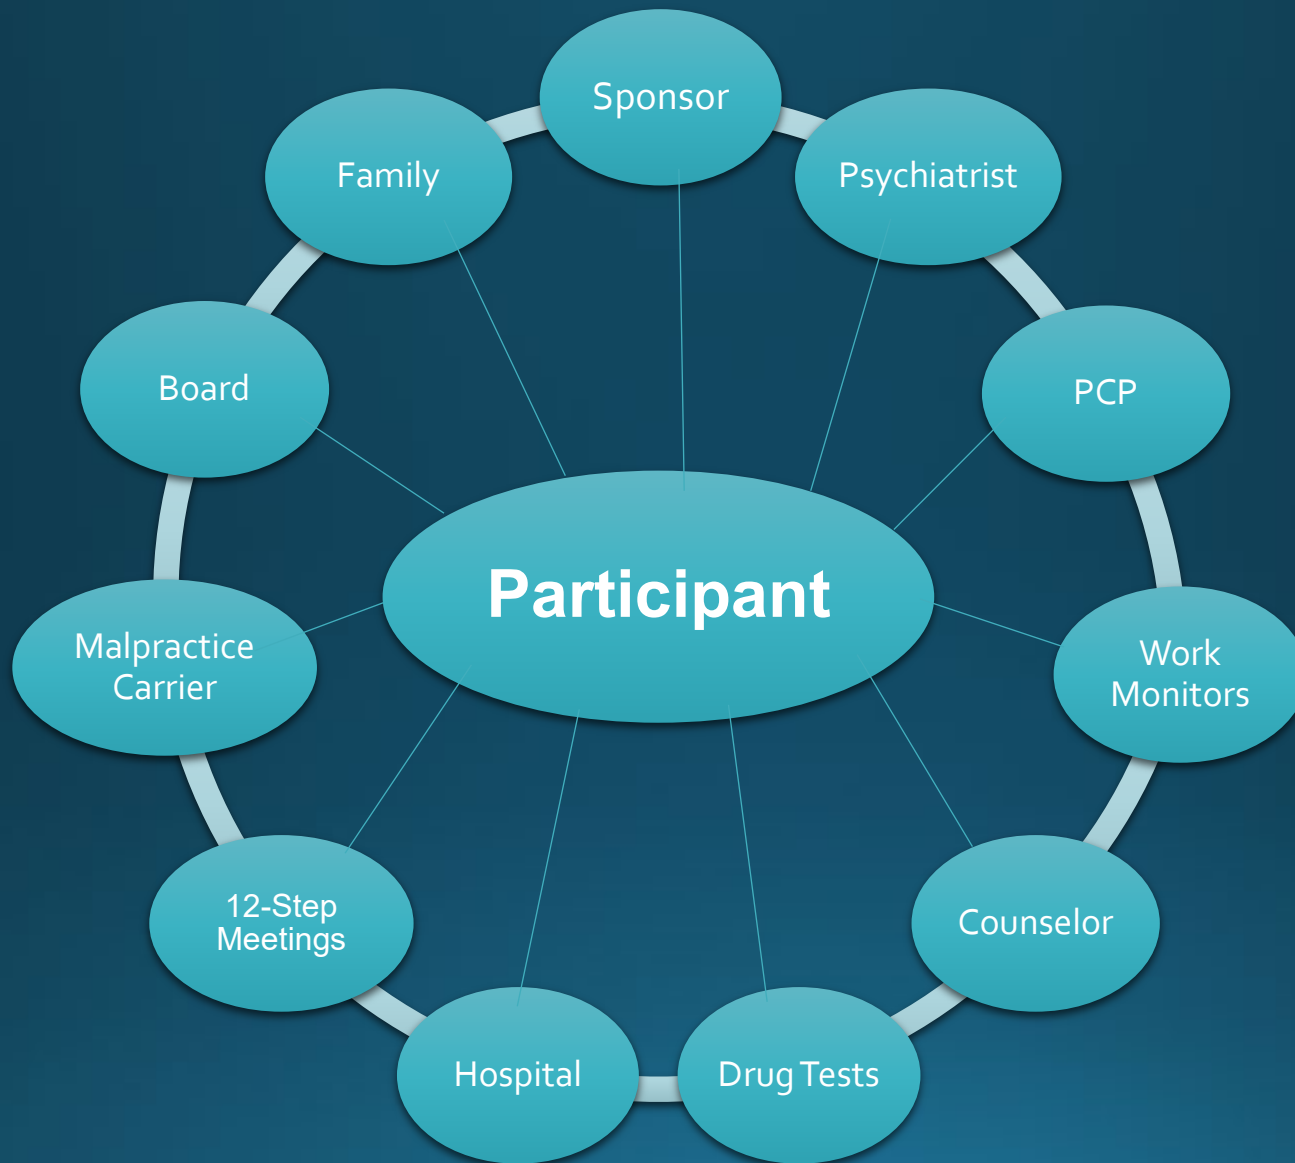 Sponsor
Family
Psychiatrist
Board
PCP
Participant
Malpractice
Carrier
Work
Monitors
12-Step
Meetings
Counselor
Hospital
Drug Tests